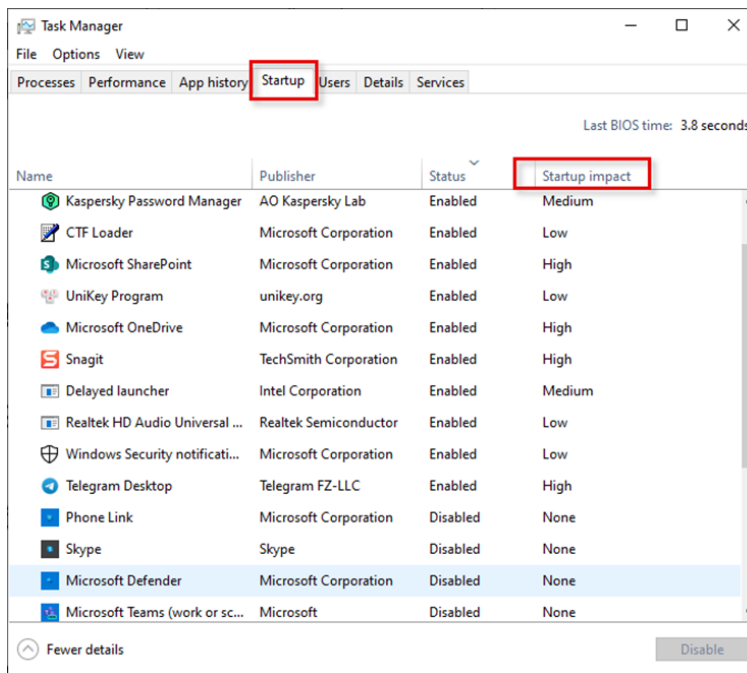 Task Manager
File Options View
Processes Performance App history Startup Users Details Services
Last BIOS time: 3.8 seconds
Name Publisher Status Startup impact
Kaspersky Password Manager AO Kaspersky Lab Enabled Medium
CTF Loader Microsoft Corporation Enabled Low
Microsoft SharePoint Microsoft Corporation Enabled High
UniKey Program unikey.org Enabled Low
Microsoft OneDrive Microsoft Corporation Enabled High
Snagit TechSmith Corporation Enabled High
Delayed launcher Intel Corporation Enabled Medium
Realtek HD Audio Universal ... Realtek Semiconductor Enabled Low
Windows Security notificati... Microsoft Corporation Enabled Low
Telegram Desktop Telegram FZ-LLC Enabled High
Phone Link Microsoft Corporation Disabled None
Skype Skype Disabled None
Microsoft Defender Microsoft Corporation Disabled None
Microsoft Teams (work or sc... Microsoft Disabled None
Fewer details Disable